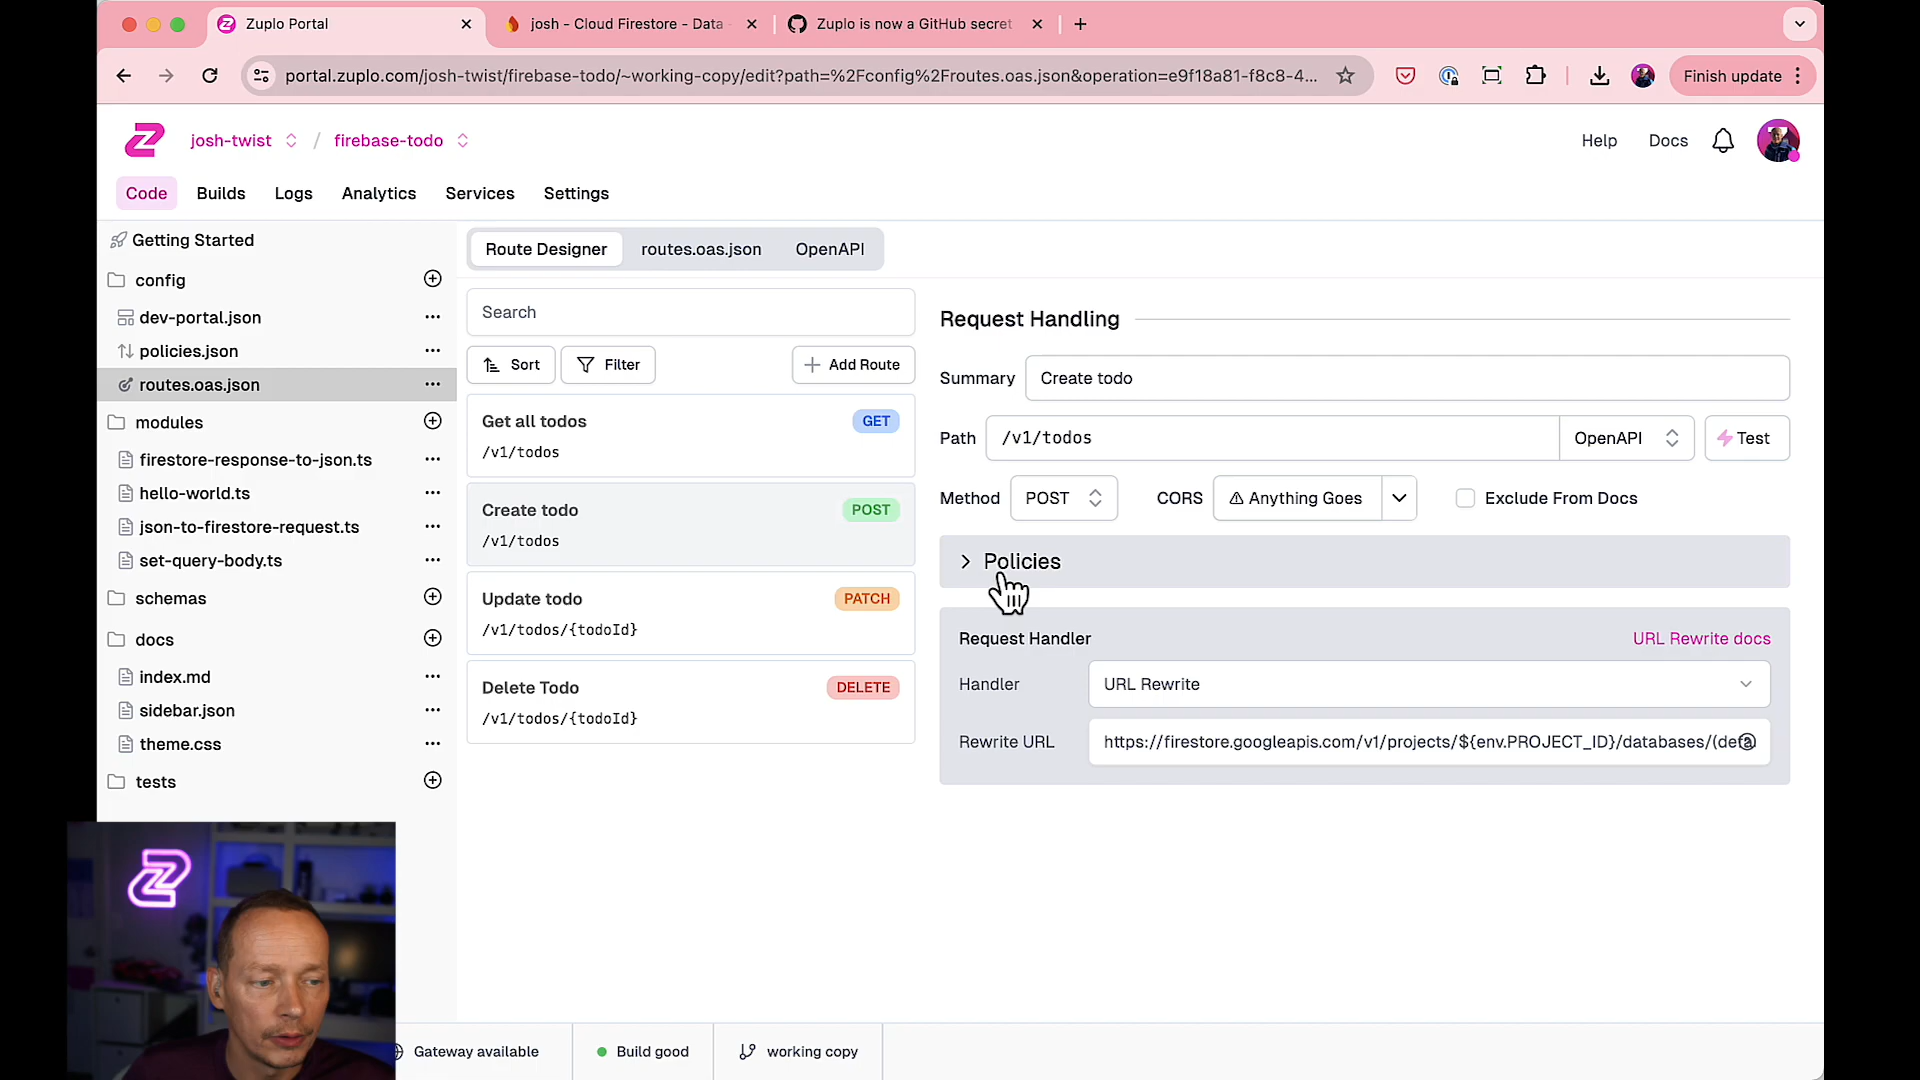 Zuplo Portal
josh - Cloud Firestore - Data
Zuplo is now a GitHub secret
portal.zuplo.com/josh-twist/firebase-todo/~working-copy/edit?path=%2Fconfig%2Froutes.oas.json&operation=e9f18a81-f8c8-4...
Finish update
josh-twist / firebase-todo
Help
Docs
Code
Builds
Logs
Analytics
Services
Settings
Getting Started
config
dev-portal.json
policies.json
routes.oas.json
modules
firestore-response-to-json.ts
hello-world.ts
json-to-firestore-request.ts
set-query-body.ts
schemas
docs
index.md
sidebar.json
theme.css
tests
Route Designer
routes.oas.json
OpenAPI
Search
Sort
Filter
Add Route
Get all todos
GET
/v1/todos
Create todo
POST
/v1/todos
Update todo
PATCH
/v1/todos/{todoId}
Delete Todo
DELETE
/v1/todos/{todoId}
Request Handling
Summary
Create todo
Path
/v1/todos
OpenAPI
Test
Method
POST
CORS
Anything Goes
Exclude From Docs
Policies
Request Handler
URL Rewrite docs
Handler
URL Rewrite
Rewrite URL
https://firestore.googleapis.com/v1/projects/${env.PROJECT_ID}/databases/(defa
Gateway available
Build good
working copy